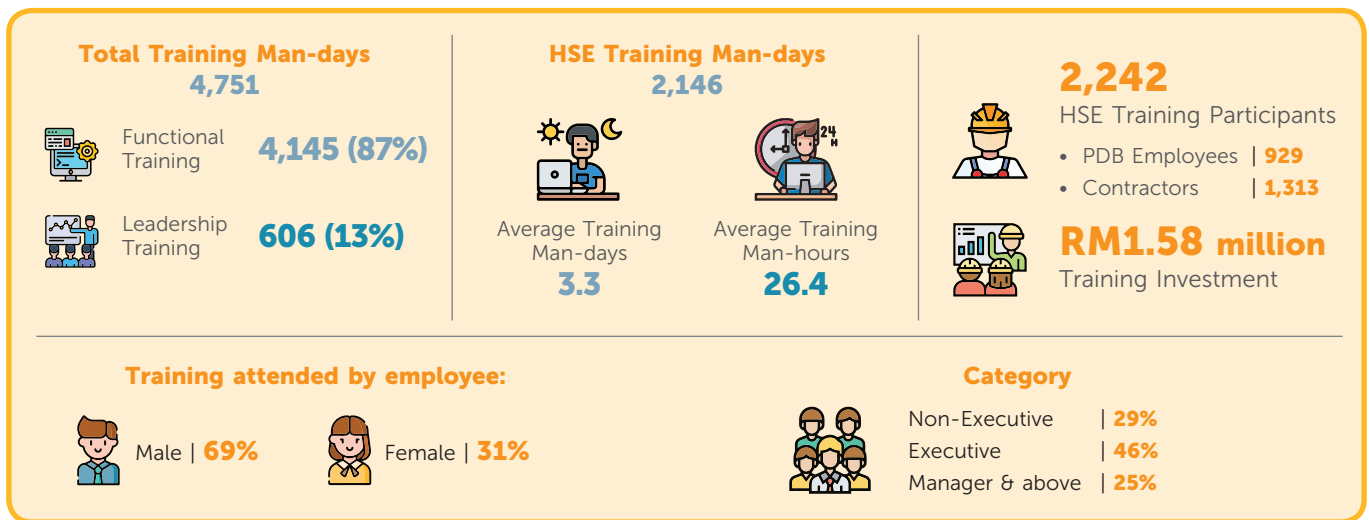 Total Training Man-days
4,751
Functional
Training
4,145 (87%)
Leadership
Training
606 (13%)
HSE Training Man-days
2,146
24
H
Average Training
Man-days
3.3
Average Training
Man-hours
26.4
2,242
HSE Training Participants
• PDB Employees | 929
• Contractors | 1,313
RM1.58 million
Training Investment
Training attended by employee:
Male | 69%
Female | 31%
Category
Non-Executive | 29%
Executive | 46%
Manager & above | 25%